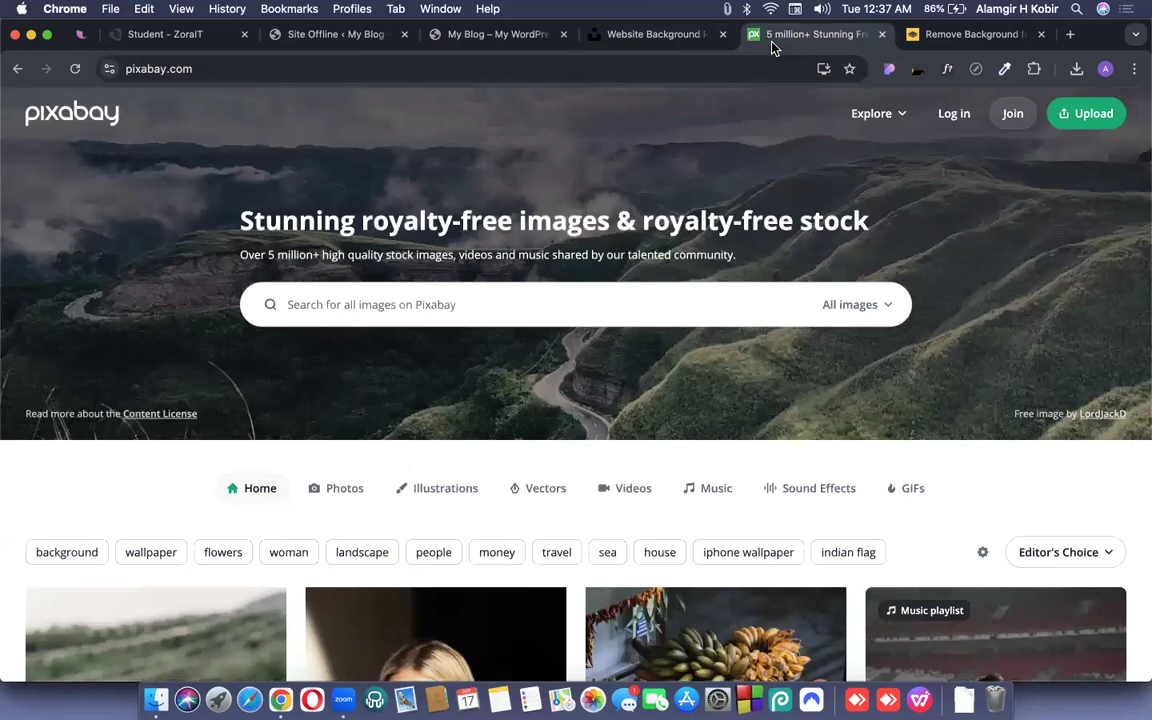 Chrome File Edit View History Bookmarks Profiles Tab Window Help Tue 12:37 AM 86% Alamgir H Kobir
Student - ZoraIT Site Offline ‹ My Blog My Blog – My WordPre Website Background 5 million+ Stunning Fre Remove Background f
pixabay.com
pixabay Explore Log in Join Upload
Stunning royalty-free images & royalty-free stock
Over 5 million+ high quality stock images, videos and music shared by our talented community.
Search for all images on Pixabay All images
Read more about the Content License Free image by LordJackD
Home Photos Illustrations Vectors Videos Music Sound Effects GIFs
background wallpaper flowers woman landscape people money travel sea house iphone wallpaper indian flag Editor's Choice
Music playlist
zoom
17